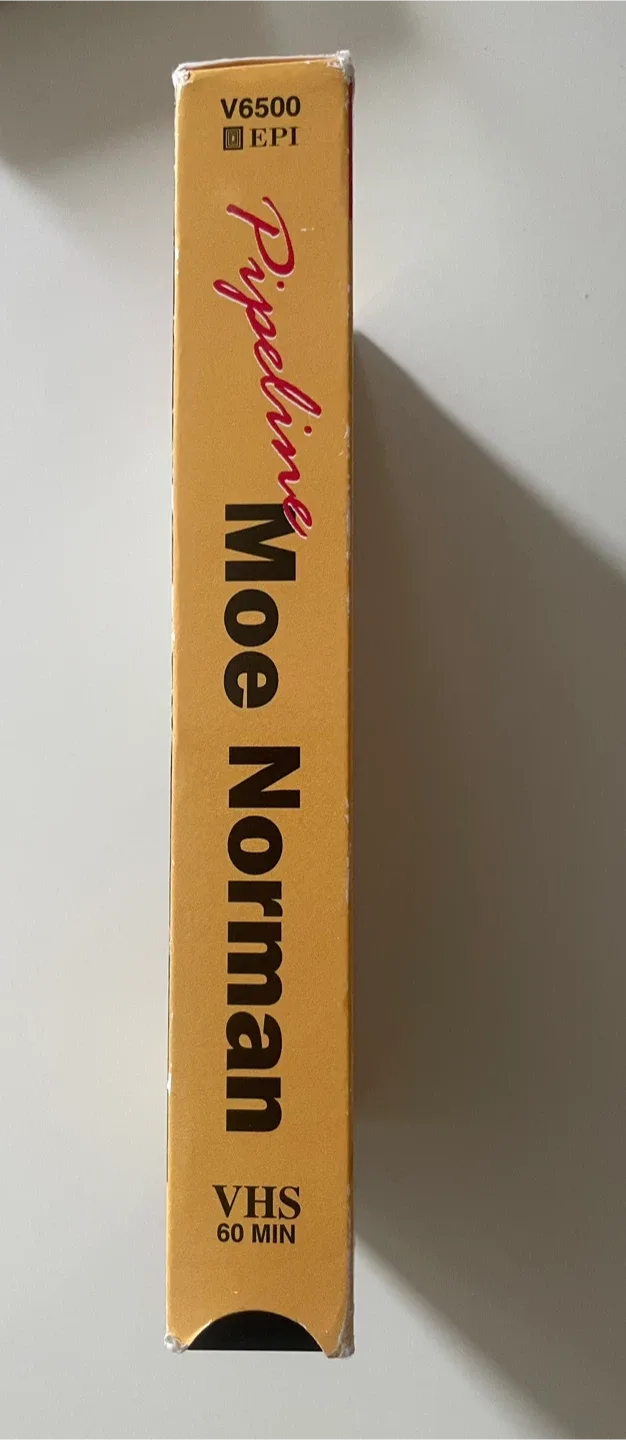 V6500
EPI
Pipeline
Moe Norman
VHS
60 MIN